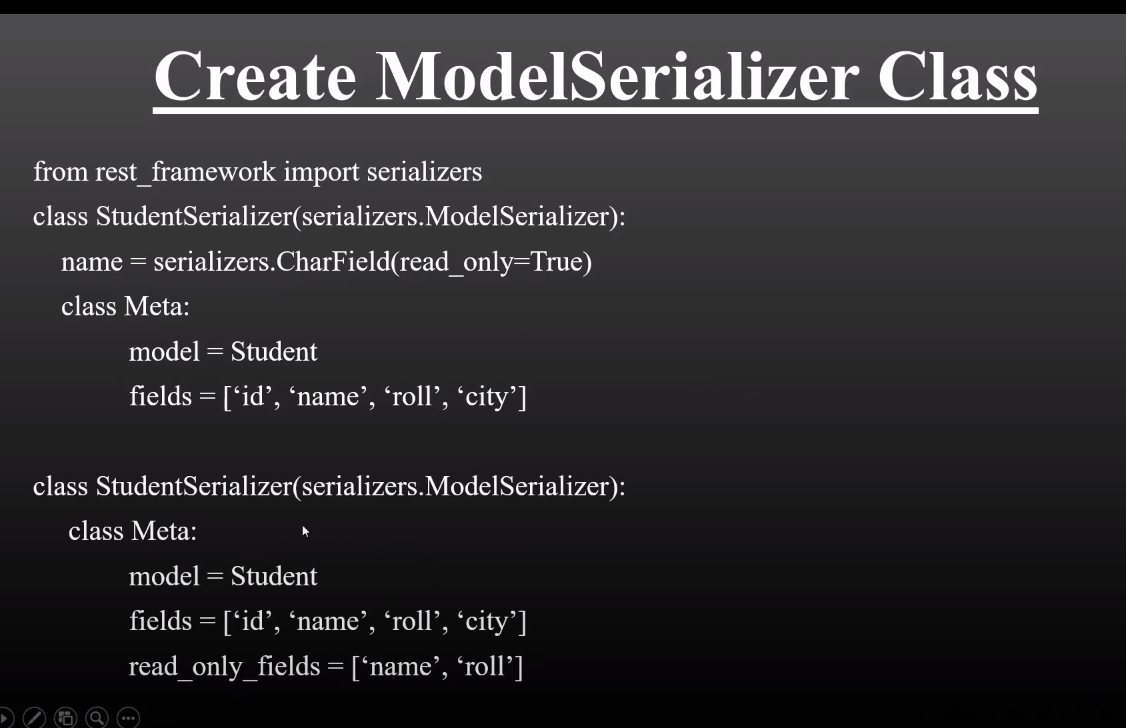 Create ModelSerializer Class
from rest_framework import serializers
class StudentSerializer(serializers.ModelSerializer):
name = serializers.CharField(read_only=True)
class Meta:
model = Student
fields = [‘id’, ‘name’, ‘roll’, ‘city’]
class StudentSerializer(serializers.ModelSerializer):
class Meta:
model = Student
fields = [‘id’, ‘name’, ‘roll’, ‘city’]
read_only_fields = [‘name’, ‘roll’]